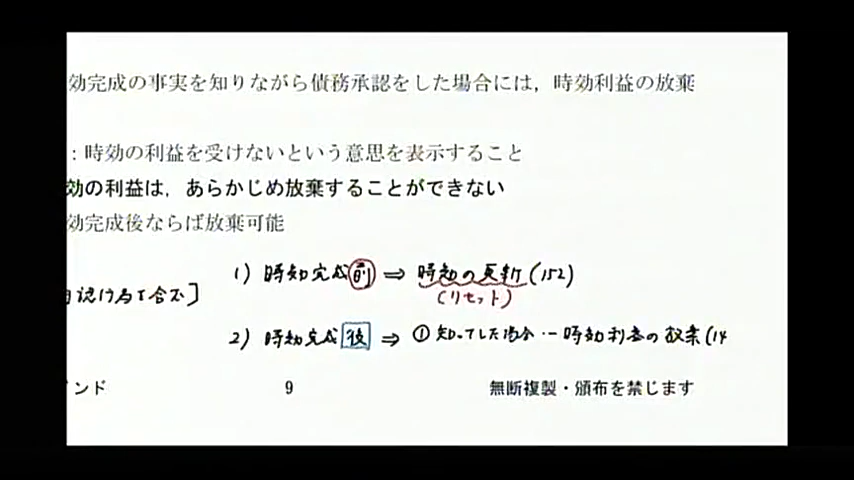 効完成の事実を知りながら債務承認をした場合には，時効利益の放棄
：時効の利益を受けないという意思を表示すること
効の利益は，あらかじめ放棄することができない
効完成後ならば放棄可能
1) 時効完成前 ⇒ 時効の更新(152)
(リセット)
2) 時効完成後 ⇒ ① 知ってした場合…時効利益の放棄(14
インド
9
無断複製・頒布を禁じます